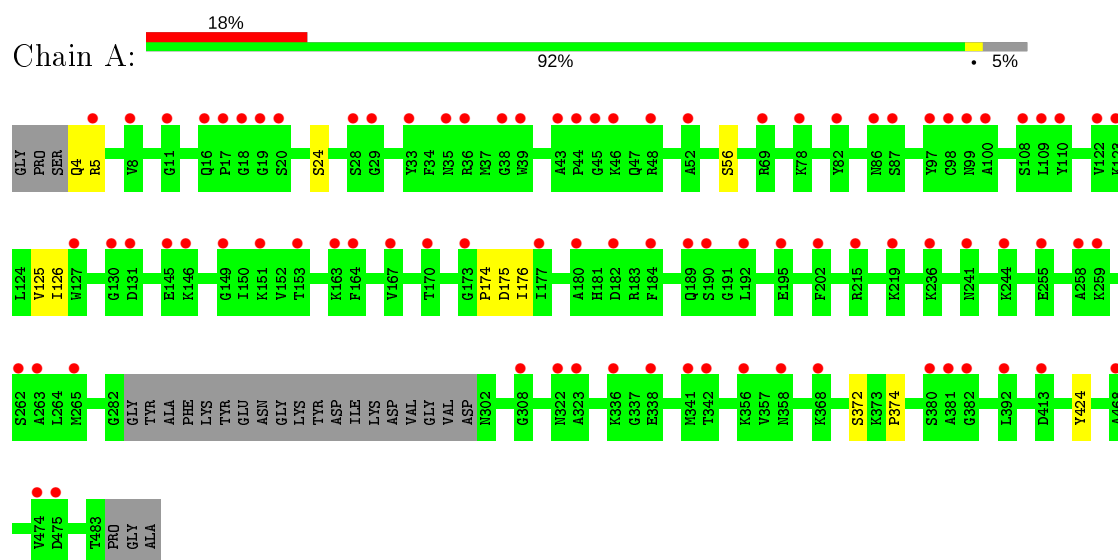 18%
Chain A:
92% • 5%
GLY PRO SER Q4 R5 V8 G11 Q16 P17 G18 G19 S20 S24 S28 G29 Y33 F34 N35 R36 M37 G38 W39 A43 P44 G45 K46 Q47 R48 A52 S56 R69 K78 Y82 N86 S87 Y97 C98 N99 A100 S108 L109 Y110 V122 K123
L124 V125 I126 W127 G130 D131 E145 K146 G149 I150 K151 V152 T153 K163 F164 V167 T170 G173 P174 D175 I176 I177 A180 H181 D182 R183 F184 Q189 S190 G191 L192 E195 F202 R215 K219 K236 N241 K244 E255 A258 K259
S262 A263 L264 M265 G282 GLY TYR ALA PHE LYS TYR GLU ASN GLY LYS TYR ASP ILE LYS ASP VAL GLY VAL ASP N302 G308 N322 A323 K336 G337 E338 M341 T342 K356 V357 N358 K368 S372 K373 P374 S380 A381 G382 L392 D413 Y424 A468
V474 D475 T483 PRO GLY ALA